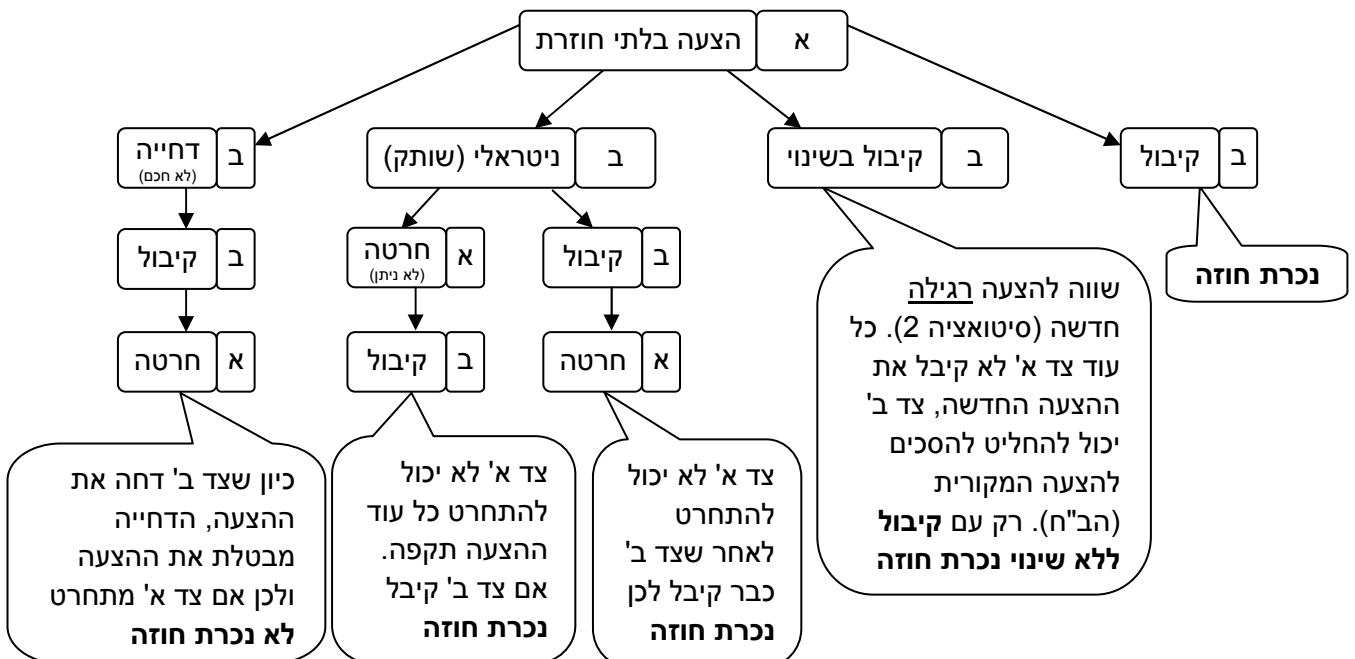 א הצעה בלתי חוזרת
ב קיבול
ב קיבול בשינוי
ב ניטראלי (שותק)
ב דחייה
(לא חכם)
נכרת חוזה
ב קיבול
א חרטה
(לא ניתן)
ב קיבול
א חרטה
ב קיבול
א חרטה
שווה להצעה רגילה
חדשה (סיטואציה 2). כל
עוד צד א' לא קיבל את
ההצעה החדשה, צד ב'
יכול להחליט להסכים
להצעה המקורית
(הב"ח). רק עם קיבול
ללא שינוי נכרת חוזה
צד א' לא יכול
להתחרט
לאחר שצד ב'
כבר קיבל לכן
נכרת חוזה
צד א' לא יכול
להתחרט כל עוד
ההצעה תקפה.
אם צד ב' קיבל
נכרת חוזה
כיון שצד ב' דחה את
ההצעה, הדחייה
מבטלת את ההצעה
ולכן אם צד א' מתחרט
לא נכרת חוזה